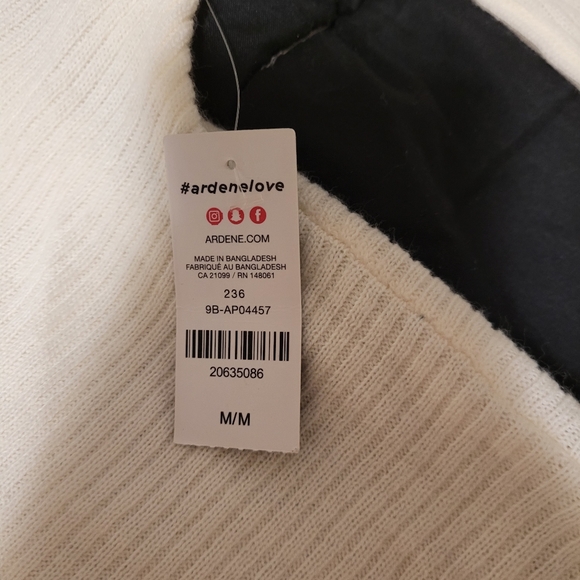 #ardenelove
ARDENE.COM
MADE IN BANGLADESH
FABRIQUÉ AU BANGLADESH
CA 21099 / RN 148061
236
9B-AP04457
20635086
M/M